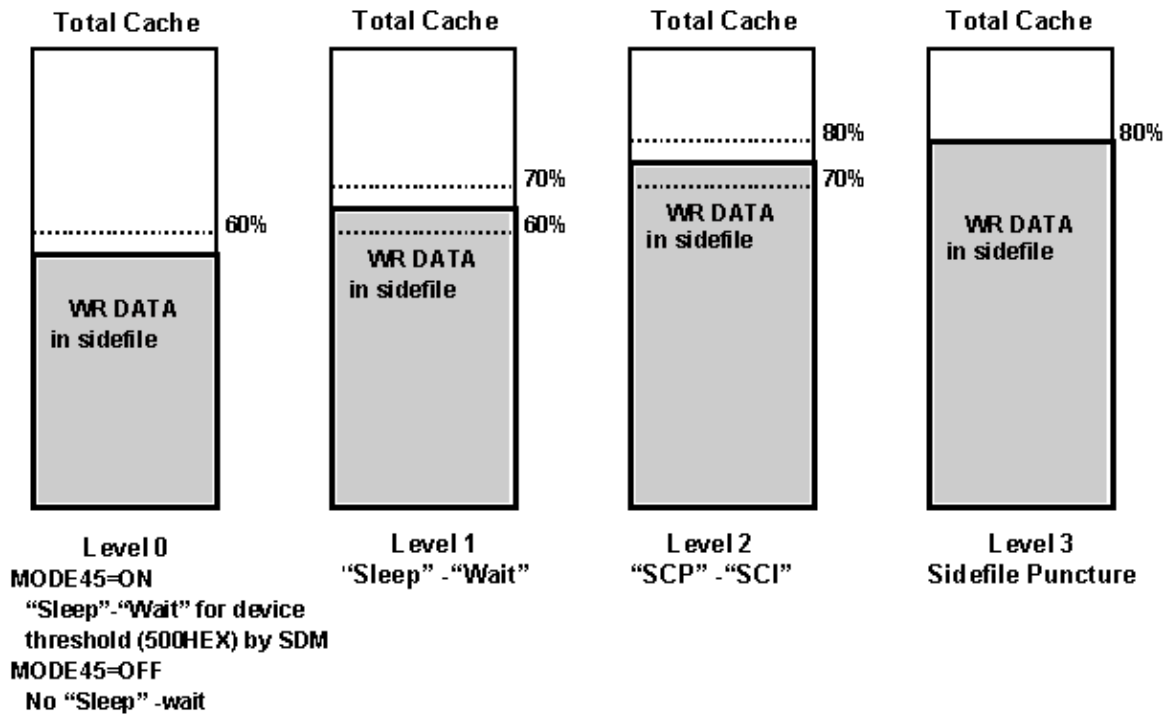 Total Cache
60%
WR DATA
in sidefile
Level 0
MODE45=ON
“Sleep”-“Wait” for device
threshold (500HEX) by SDM
MODE45=OFF
No “Sleep” -wait
Total Cache
70%
60%
WR DATA
in sidefile
Level 1
“Sleep” -“Wait”
Total Cache
80%
70%
WR DATA
in sidefile
Level 2
“SCP” -“SCI”
Total Cache
80%
WR DATA
in sidefile
Level 3
Sidefile Puncture